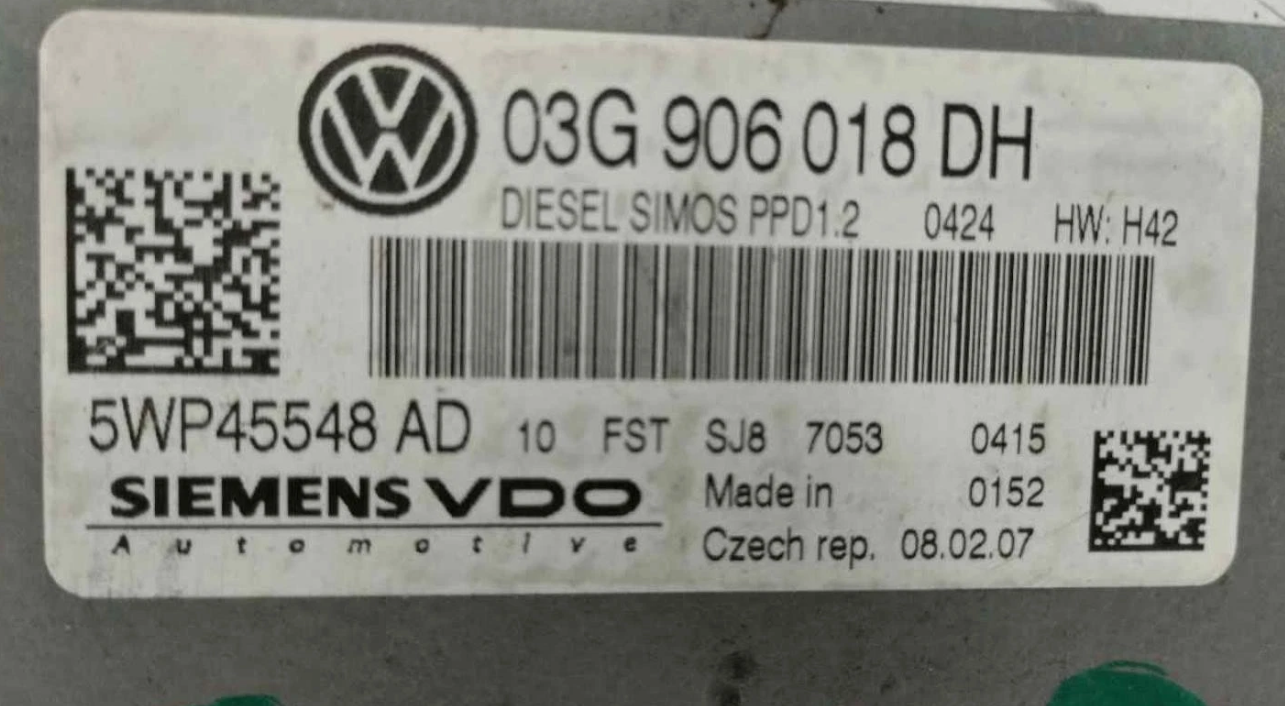 03G 906 018 DH
DIESEL SIMOS PPD1.2 0424 HW: H42
5WP45548 AD 10 FST SJ8 7053 0415
SIEMENS VDO Made in 0152
Automotive Czech rep. 08.02.07